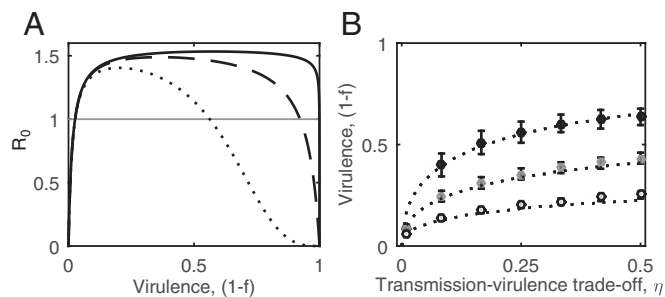 A
B
1.5
1
0.5
0
R0
0
0.5
1
Virulence, (1-f)
1
0.5
0
Virulence, (1-f)
0
0.25
0.5
Transmission-virulence trade-off, η